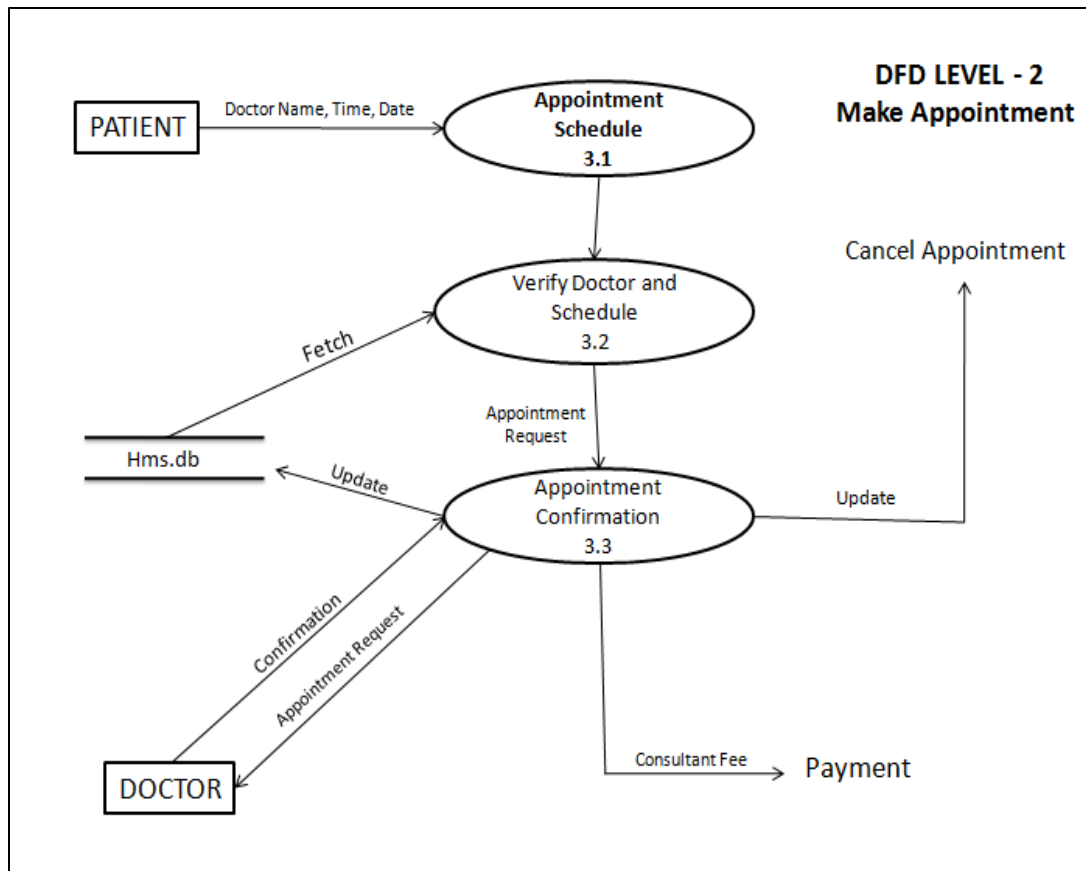 DFD LEVEL - 2
Make Appointment
PATIENT
Doctor Name, Time, Date
Appointment
Schedule
3.1
Cancel Appointment
Verify Doctor and
Schedule
3.2
Fetch
Appointment
Request
Hms.db
Update
Appointment
Confirmation
3.3
Update
Confirmation
Appointment Request
DOCTOR
Consultant Fee
Payment